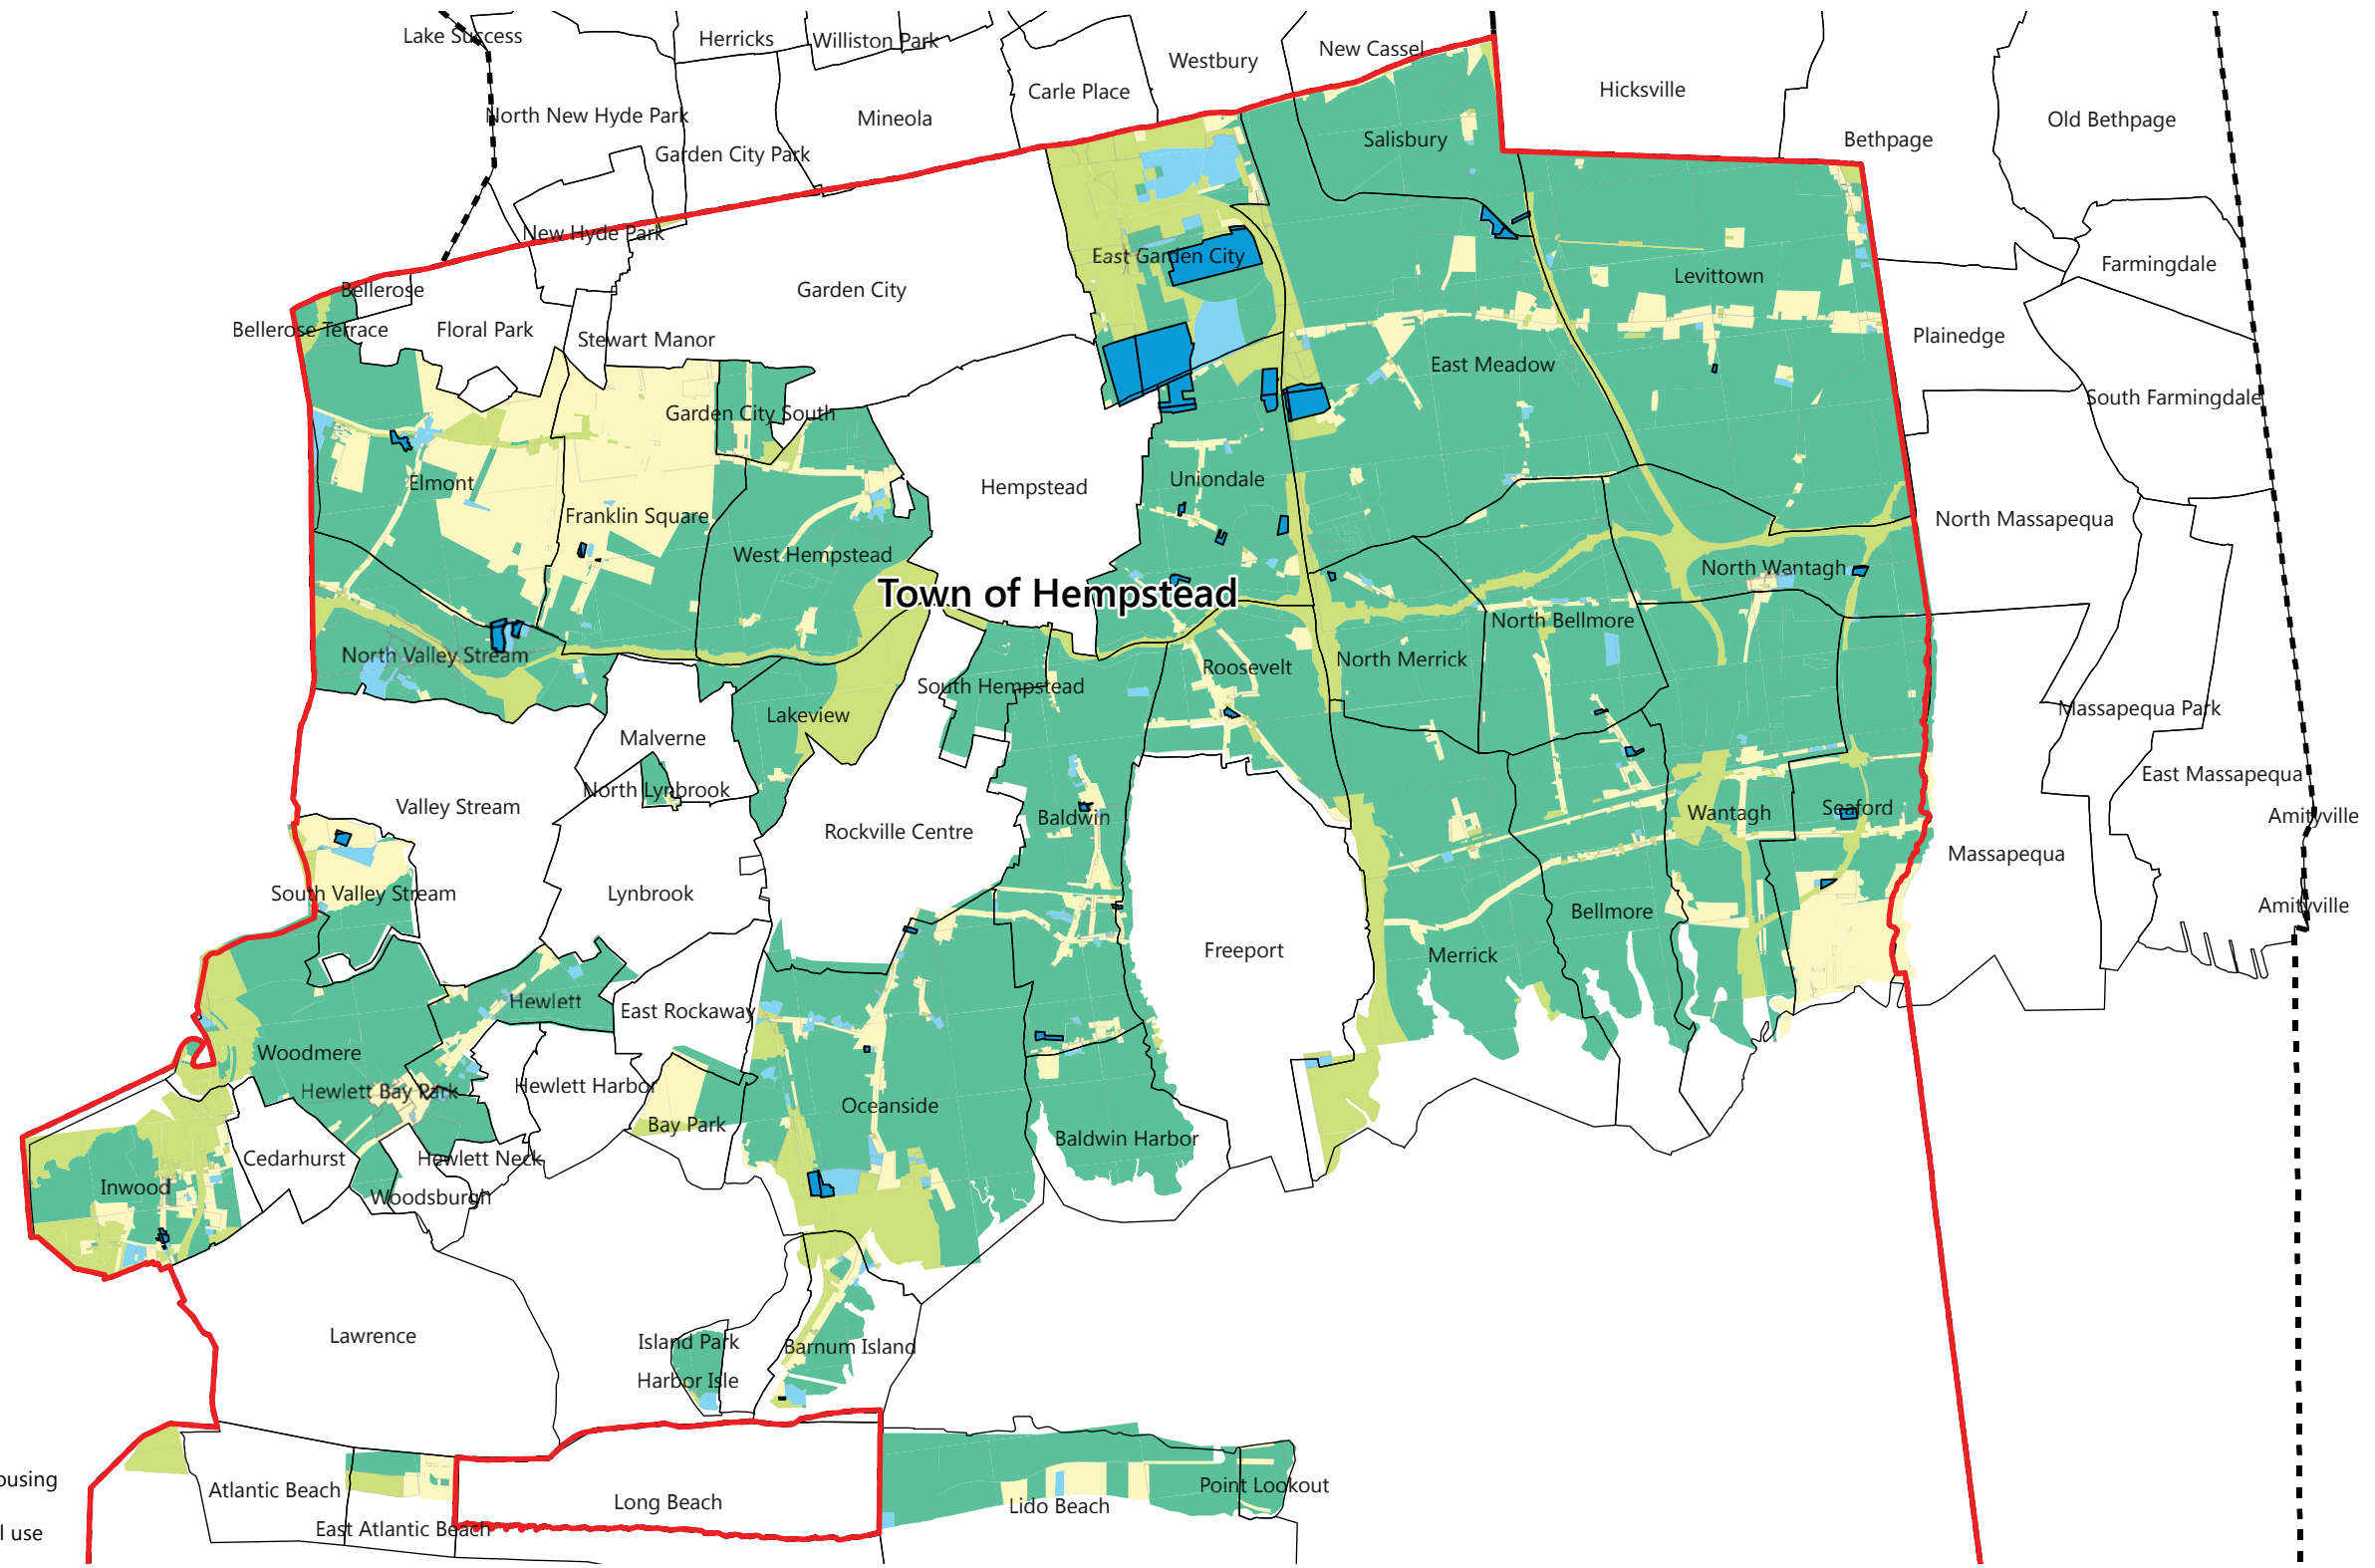 Lake Success
Herricks
Williston Park
Westbury
New Cassel
Carle Place
Hicksville
North New Hyde Park
Mineola
Old Bethpage
Salisbury
Bethpage
Garden City Park
New Hyde Park
East Garden City
Farmingdale
Levittown
Bellerose
Garden City
Bellerose Terrace
Floral Park
Stewart Manor
Plainedge
East Meadow
South Farmingdale
Garden City South
Elmont
Hempstead
Uniondale
Franklin Square
North Massapequa
West Hempstead
North Wantagh
Town of Hempstead
North Bellmore
North Valley Stream
North Merrick
Roosevelt
South Hempstead
Massapequa Park
Lakeview
Malverne
East Massapequa
North Lynbrook
Valley Stream
Seaford
Wantagh
Amityville
Baldwin
Rockville Centre
Massapequa
South Valley Stream
Lynbrook
Amityville
Bellmore
Freeport
Merrick
Hewlett
East Rockaway
Woodmere
Hewlett Harbor
Hewlett Bay Park
Oceanside
Bay Park
Baldwin Harbor
Cedarhurst
Hewlett Neck
Inwood
Woodsburgh
Lawrence
Island Park
Barnum Island
Harbor Isle
ousing
Point Lookout
Atlantic Beach
Long Beach
Lido Beach
East Atlantic Beach
l use